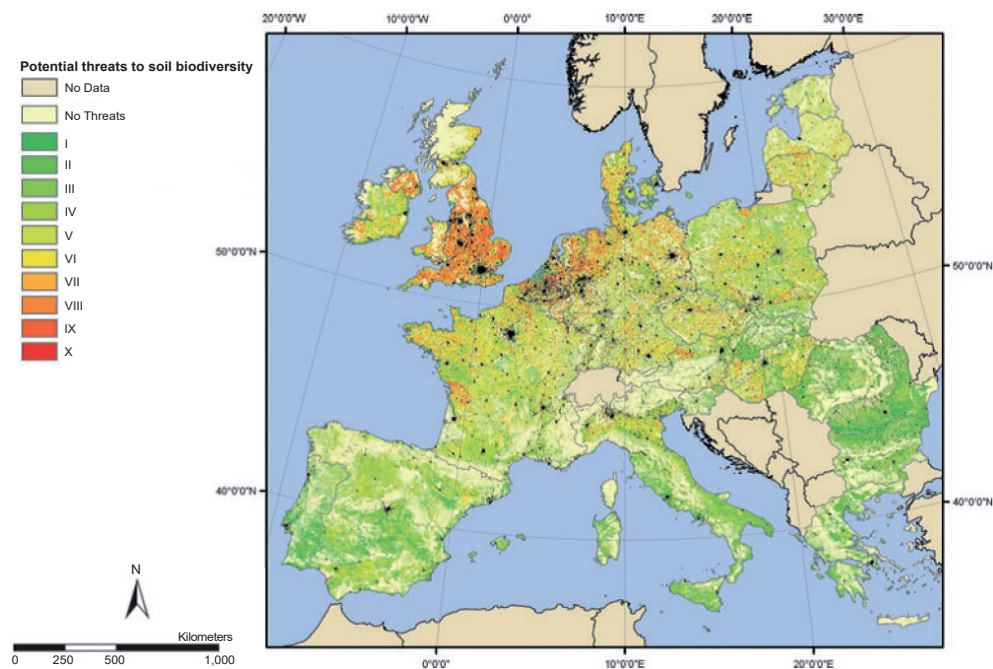 20°0'0"W 10°0'0"W 0°0'0" 10°0'0"E 20°0'0"E 30°0'0"E
Potential threats to soil biodiversity
No Data
No Threats
I
II
III
IV
V
VI
VII
VIII
IX
X
50°0'0"N 50°0'0"N
40°0'0"N 40°0'0"N
N
Kilometers
0 250 500 1,000
0°0'0" 10°0'0"E 20°0'0"E